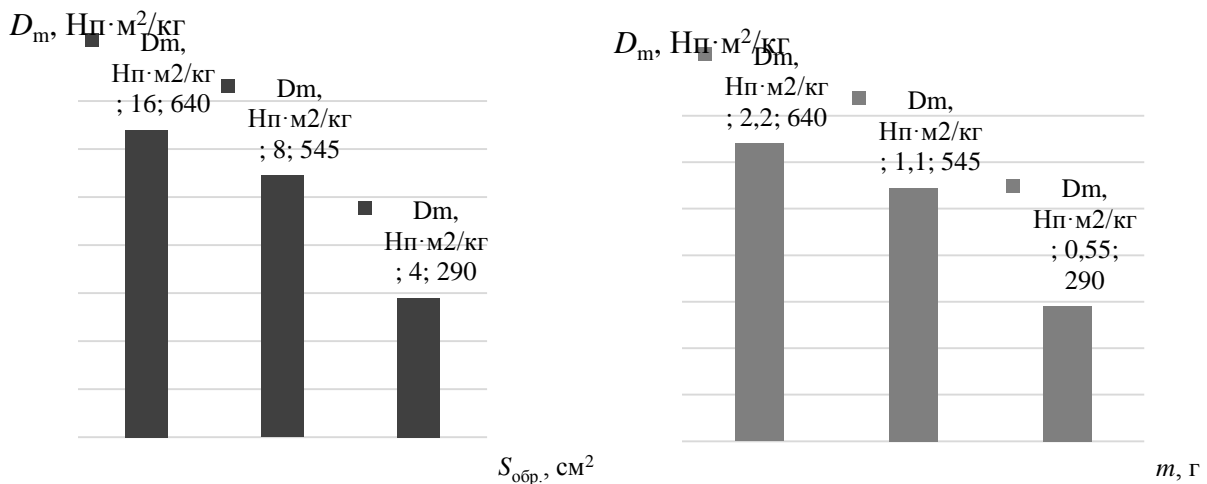 Dm, Нп·м²/кг
Dm,
Нп·м2/кг
; 16; 640
Dm,
Нп·м2/кг
; 8; 545
Dm,
Нп·м2/кг
; 4; 290
Sобр., см²
Dm, Нп·м²/кг
Dm,
Нп·м2/кг
; 2,2; 640
Dm,
Нп·м2/кг
; 1,1; 545
Dm,
Нп·м2/кг
; 0,55;
290
m, г